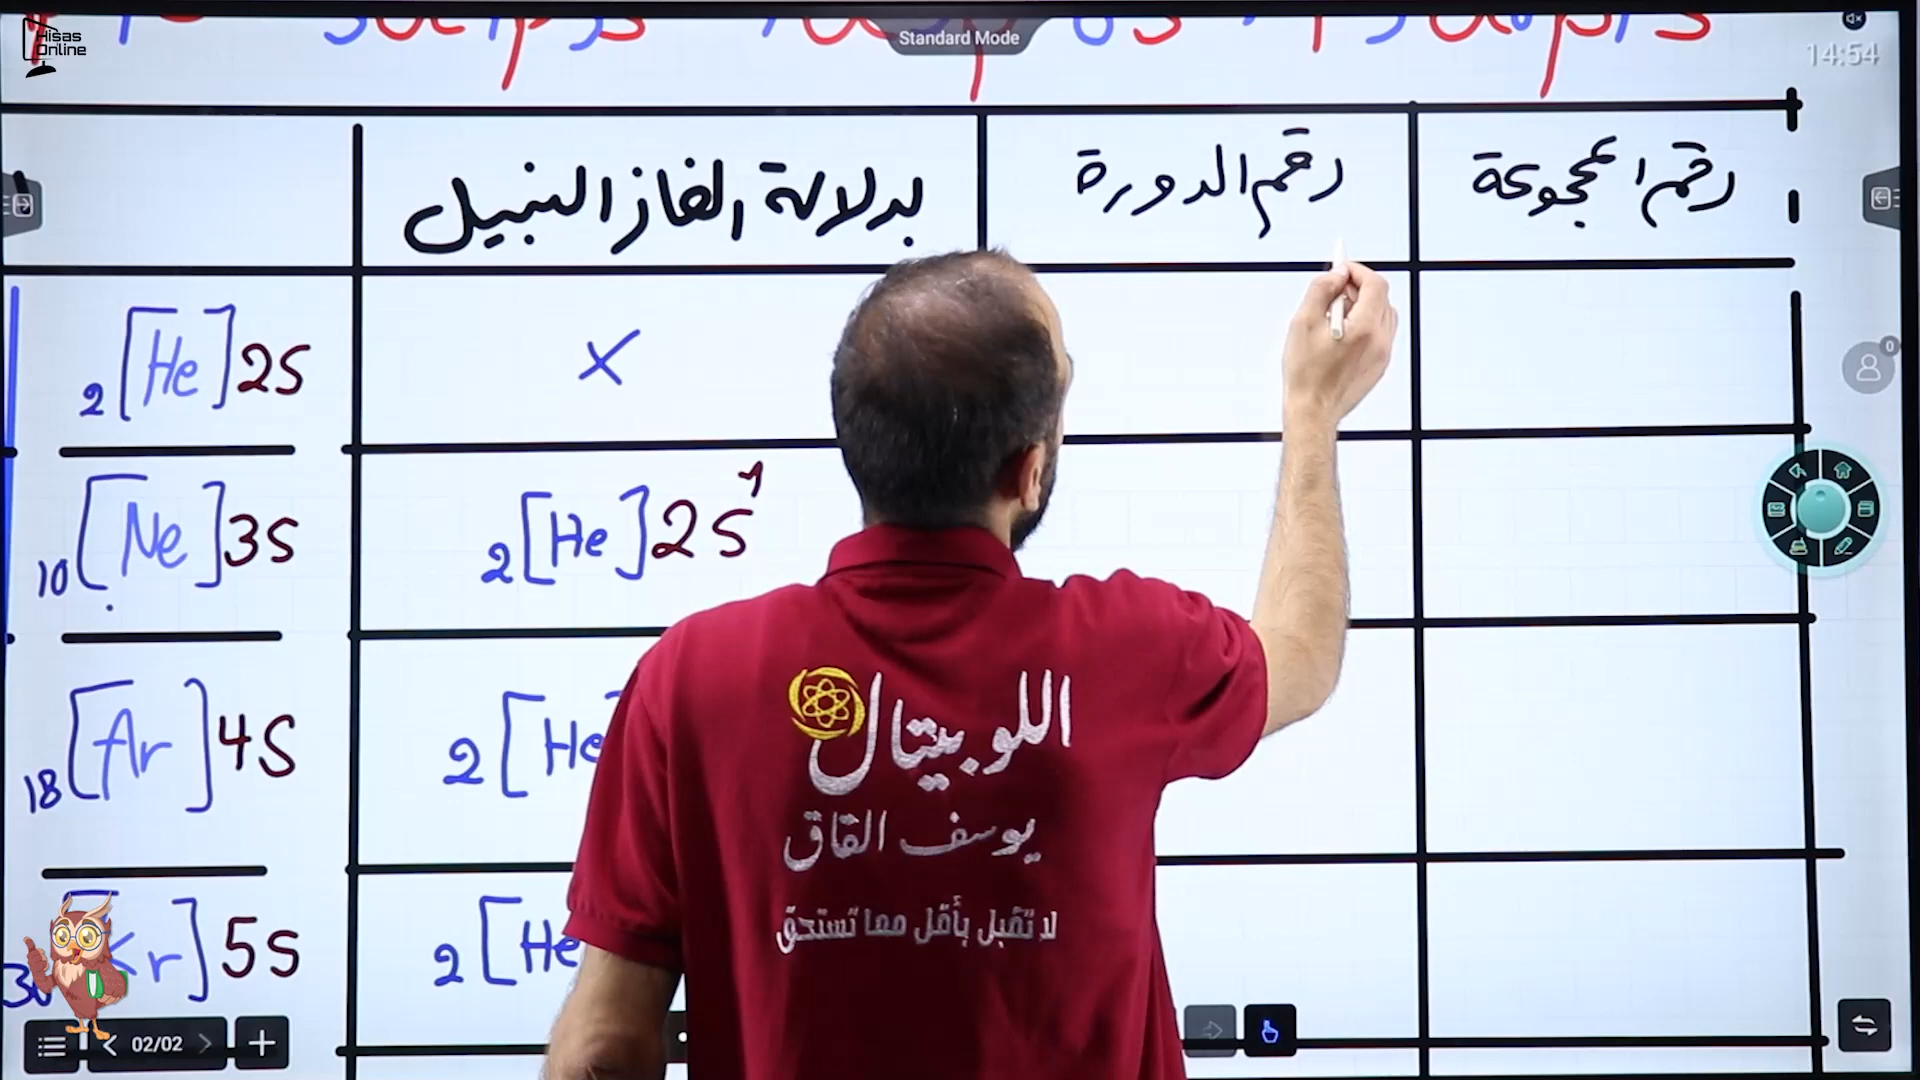 Hisas
Online
Standard Mode
14:54
رقم المجموعة
رقم الدورة
بدلالة الغاز النبيل
2[He]2S
×
0
10[Ne]3S
2[He]2S¹
18[Ar]4S
2[He
Kr]5S
2[He
اللوبيتال
يوسف القاق
لا تقبل بأقل مما تستحق
02/02